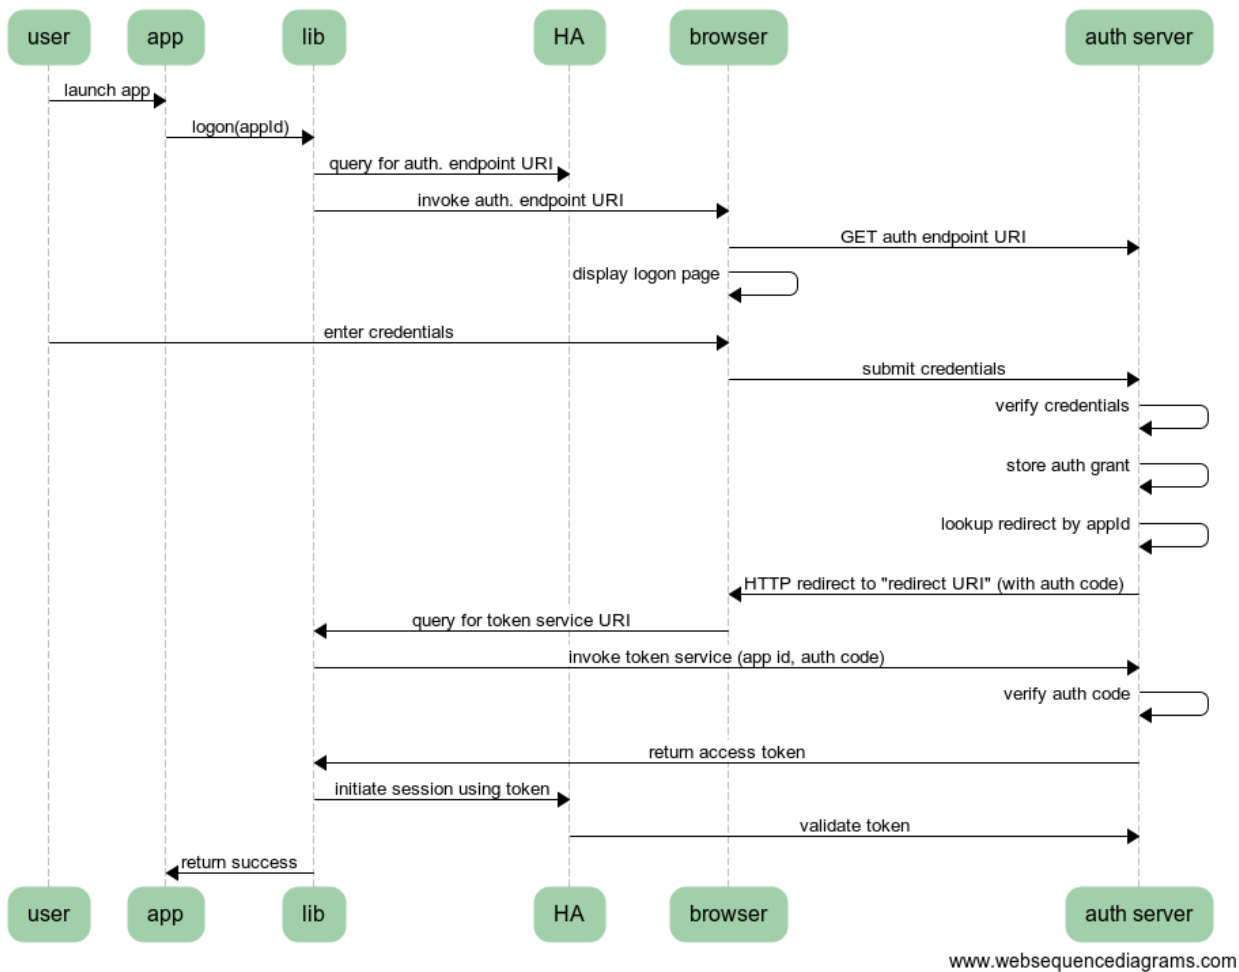 user app lib HA browser auth server
launch app
logon(appId)
query for auth. endpoint URI
invoke auth. endpoint URI
GET auth endpoint URI
display logon page
enter credentials
submit credentials
verify credentials
store auth grant
lookup redirect by appId
HTTP redirect to "redirect URI" (with auth code)
query for token service URI
invoke token service (app id, auth code)
verify auth code
return access token
initiate session using token
validate token
return success
user app lib HA browser auth server
www.websequencediagrams.com